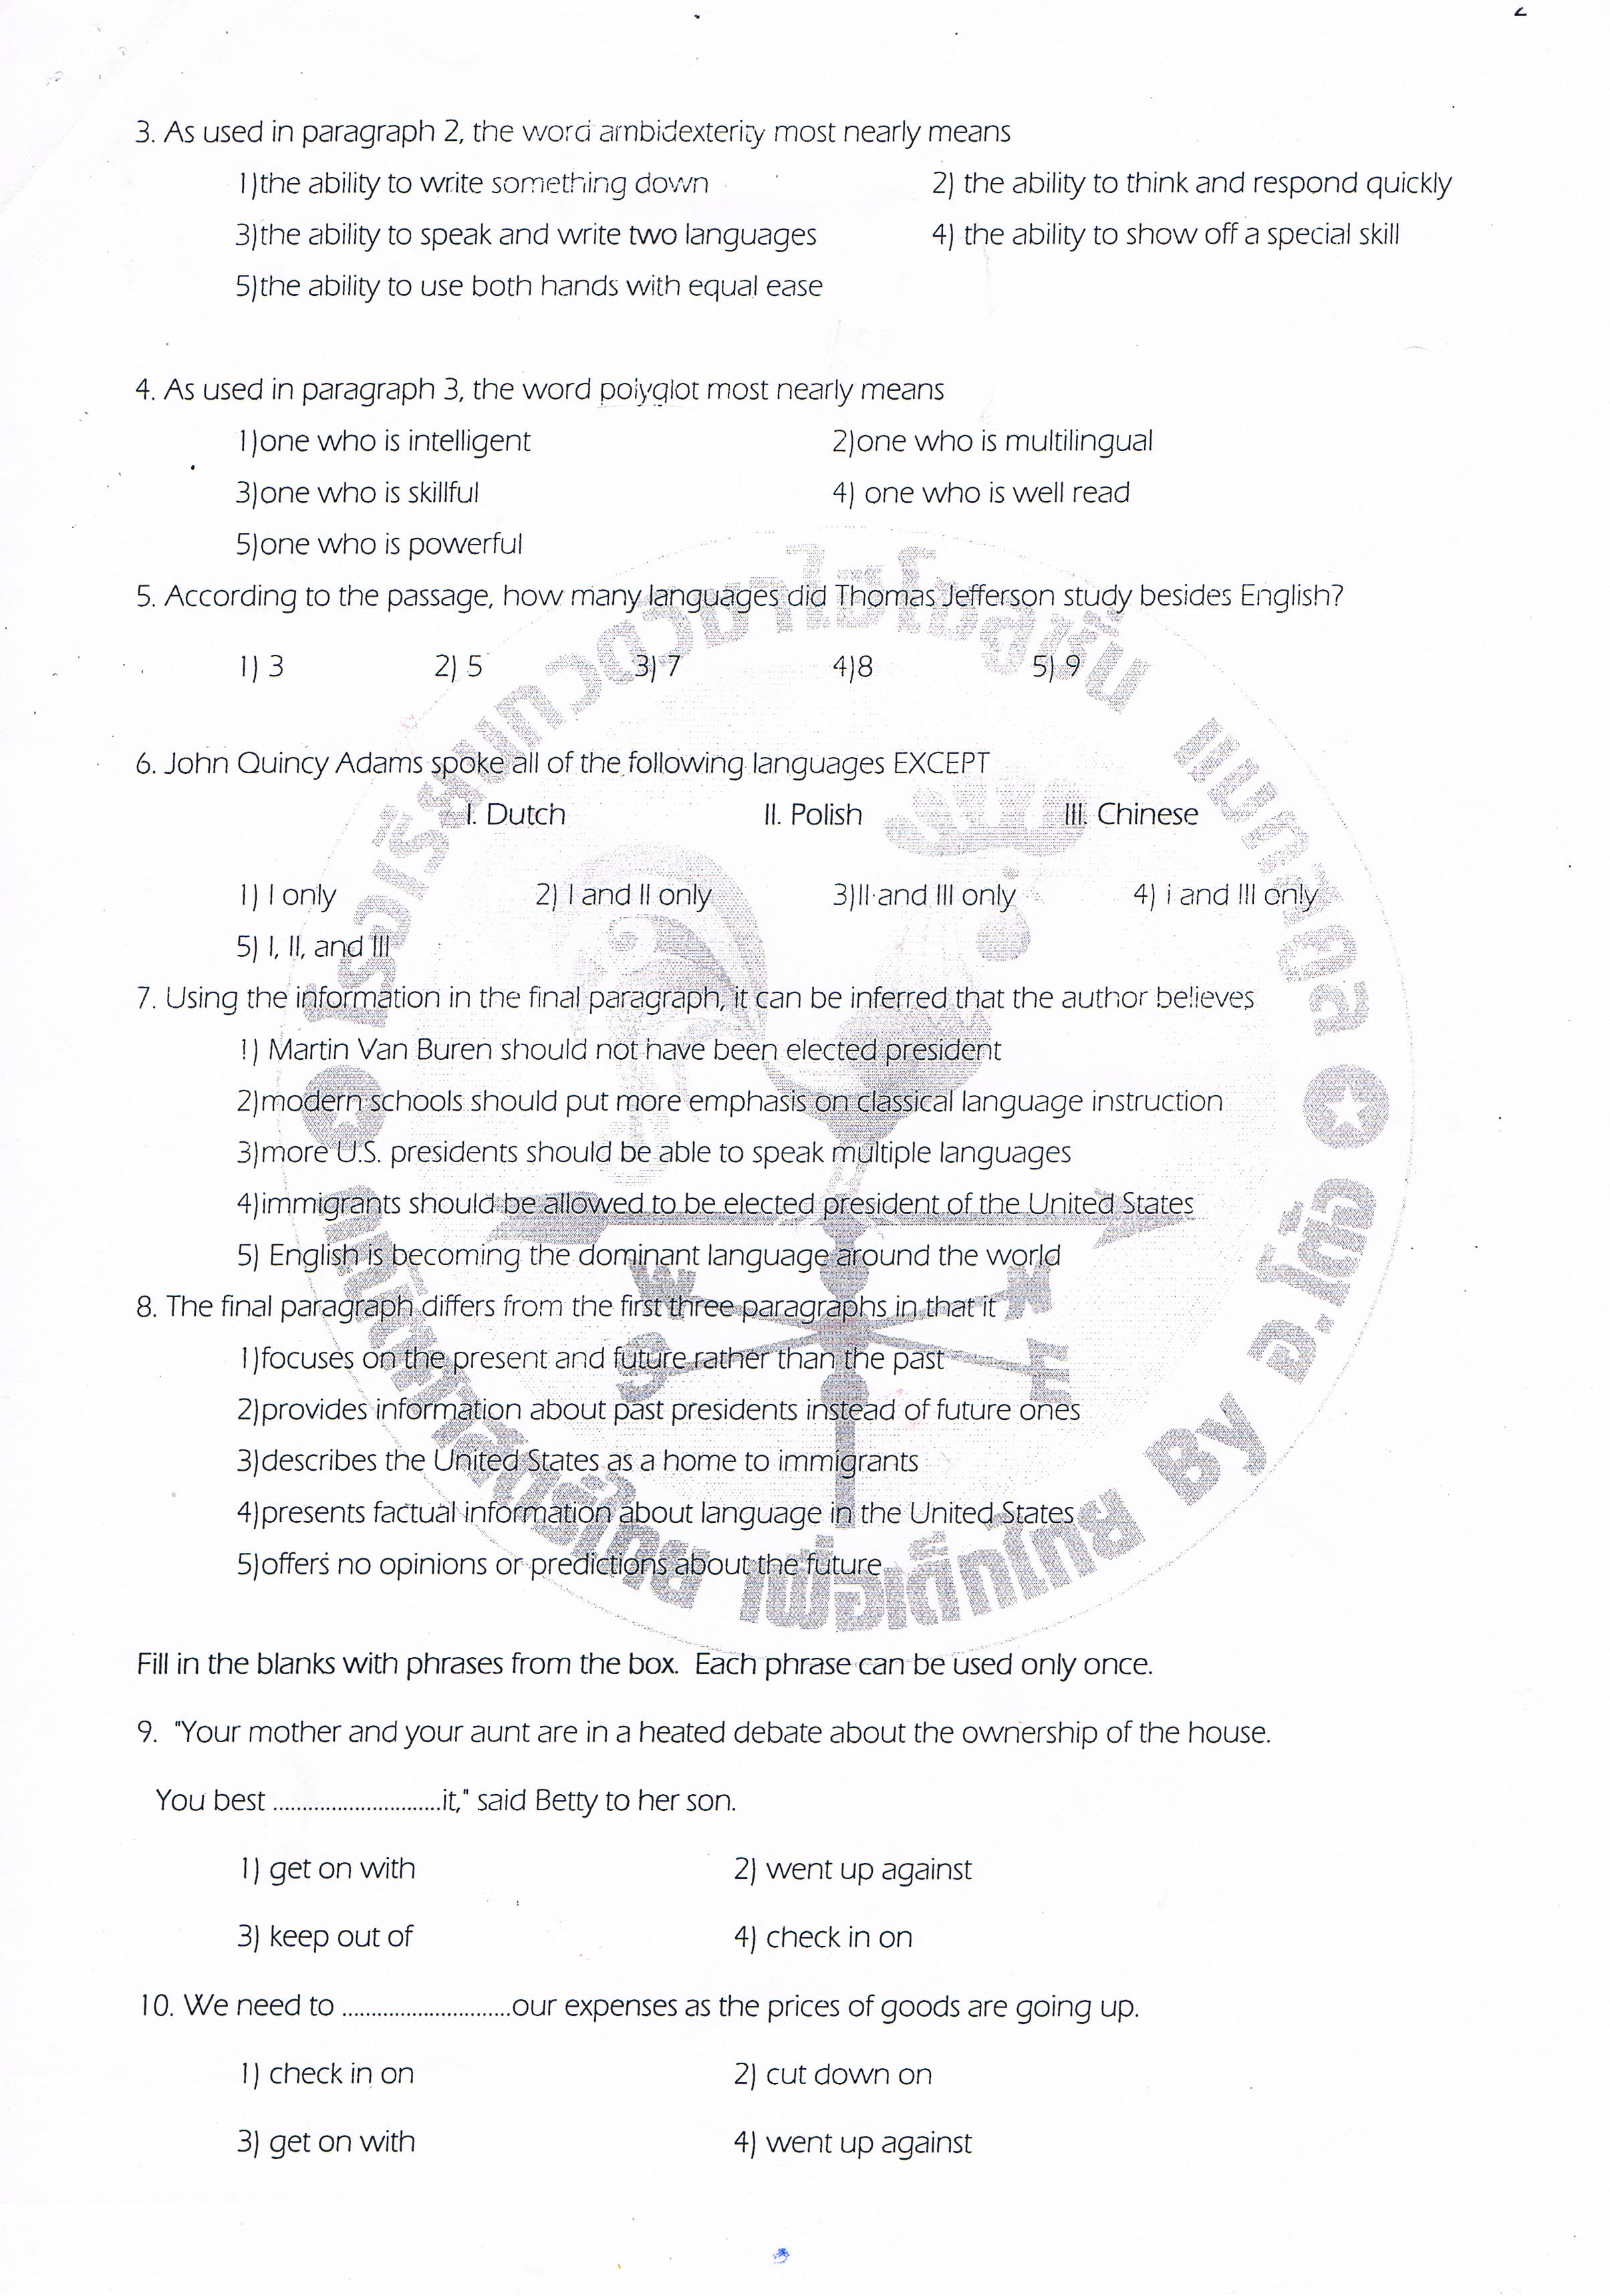 3. As used in paragraph 2, the word ambidexterity most nearly means
1)the ability to write something down 2) the ability to think and respond quickly
3)the ability to speak and write two languages 4) the ability to show off a special skill
5)the ability to use both hands with equal ease
4. As used in paragraph 3, the word polyglot most nearly means
1)one who is intelligent 2)one who is multilingual
3)one who is skillful 4) one who is well read
5)one who is powerful
5. According to the passage, how many languages did Thomas Jefferson study besides English?
1) 3 2) 5 3) 7 4)8 5) 9
6. John Quincy Adams spoke all of the following languages EXCEPT
I. Dutch II. Polish III. Chinese
1) I only 2) I and II only 3)II and III only 4) i and III only
5) I, II, and III
7. Using the information in the final paragraph, it can be inferred that the author believes
1) Martin Van Buren should not have been elected president
2)modern schools should put more emphasis on classical language instruction
3)more U.S. presidents should be able to speak multiple languages
4)immigrants should be allowed to be elected president of the United States
5) English is becoming the dominant language around the world
8. The final paragraph differs from the first three paragraphs in that it
1)focuses on the present and future rather than the past
2)provides information about past presidents instead of future ones
3)describes the United States as a home to immigrants
4)presents factual information about language in the United States
5)offers no opinions or predictions about the future
Fill in the blanks with phrases from the box. Each phrase can be used only once.
9. "Your mother and your aunt are in a heated debate about the ownership of the house.
You best .............................it," said Betty to her son.
1) get on with 2) went up against
3) keep out of 4) check in on
10. We need to .............................our expenses as the prices of goods are going up.
1) check in on 2) cut down on
3) get on with 4) went up against
By อ.โต้ง